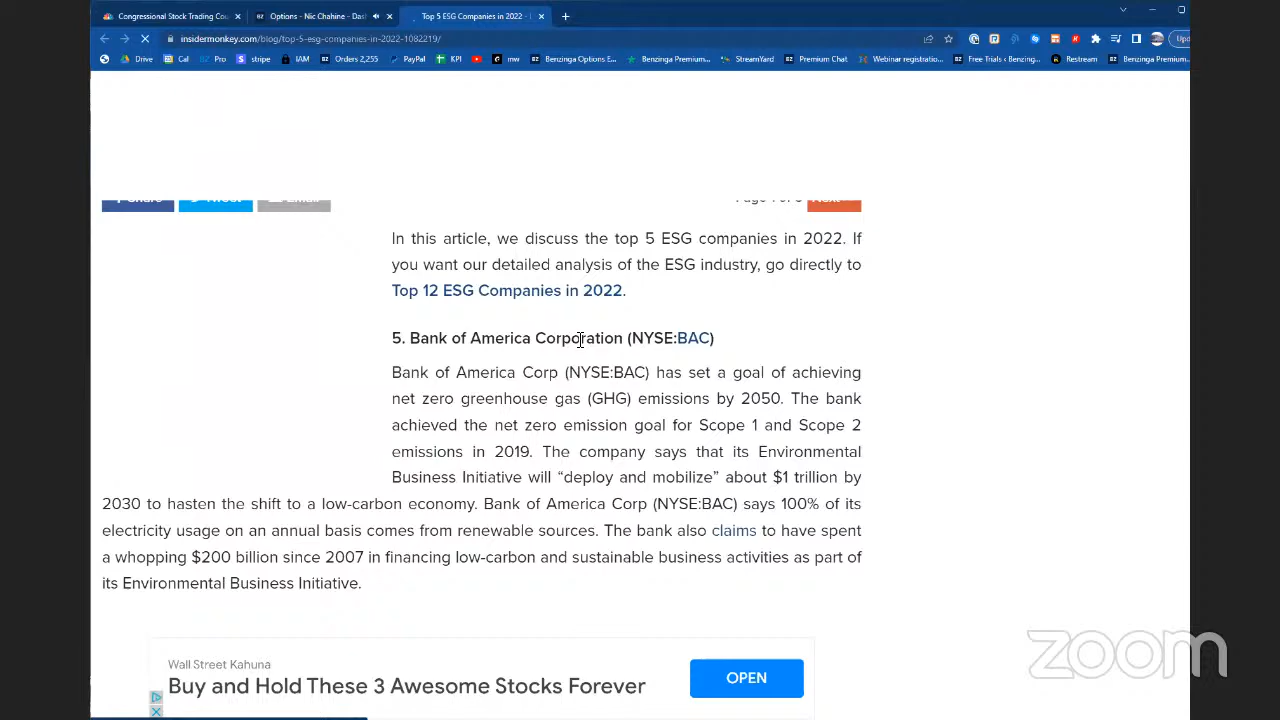 Congressional Stock Trading Cou
Options - Nic Chahine - Das
Top 5 ESG Companies in 2022 -
insidermonkey.com/blog/top-5-esg-companies-in-2022-1082219/
Drive Cal Pro stripe IAM Orders 2,255 PayPal KPI mw Benzinga Options E... Benzinga Premium... StreamYard Premium Chat Webinar registratio... Free Trials ‹ Benzing... Restream Benzinga Premium...
Share Tweet Email Next
In this article, we discuss the top 5 ESG companies in 2022. If
you want our detailed analysis of the ESG industry, go directly to
Top 12 ESG Companies in 2022.
5. Bank of America Corporation (NYSE:BAC)
Bank of America Corp (NYSE:BAC) has set a goal of achieving
net zero greenhouse gas (GHG) emissions by 2050. The bank
achieved the net zero emission goal for Scope 1 and Scope 2
emissions in 2019. The company says that its Environmental
Business Initiative will “deploy and mobilize” about $1 trillion by
2030 to hasten the shift to a low-carbon economy. Bank of America Corp (NYSE:BAC) says 100% of its
electricity usage on an annual basis comes from renewable sources. The bank also claims to have spent
a whopping $200 billion since 2007 in financing low-carbon and sustainable business activities as part of
its Environmental Business Initiative.
Wall Street Kahuna
Buy and Hold These 3 Awesome Stocks Forever
OPEN
zoom